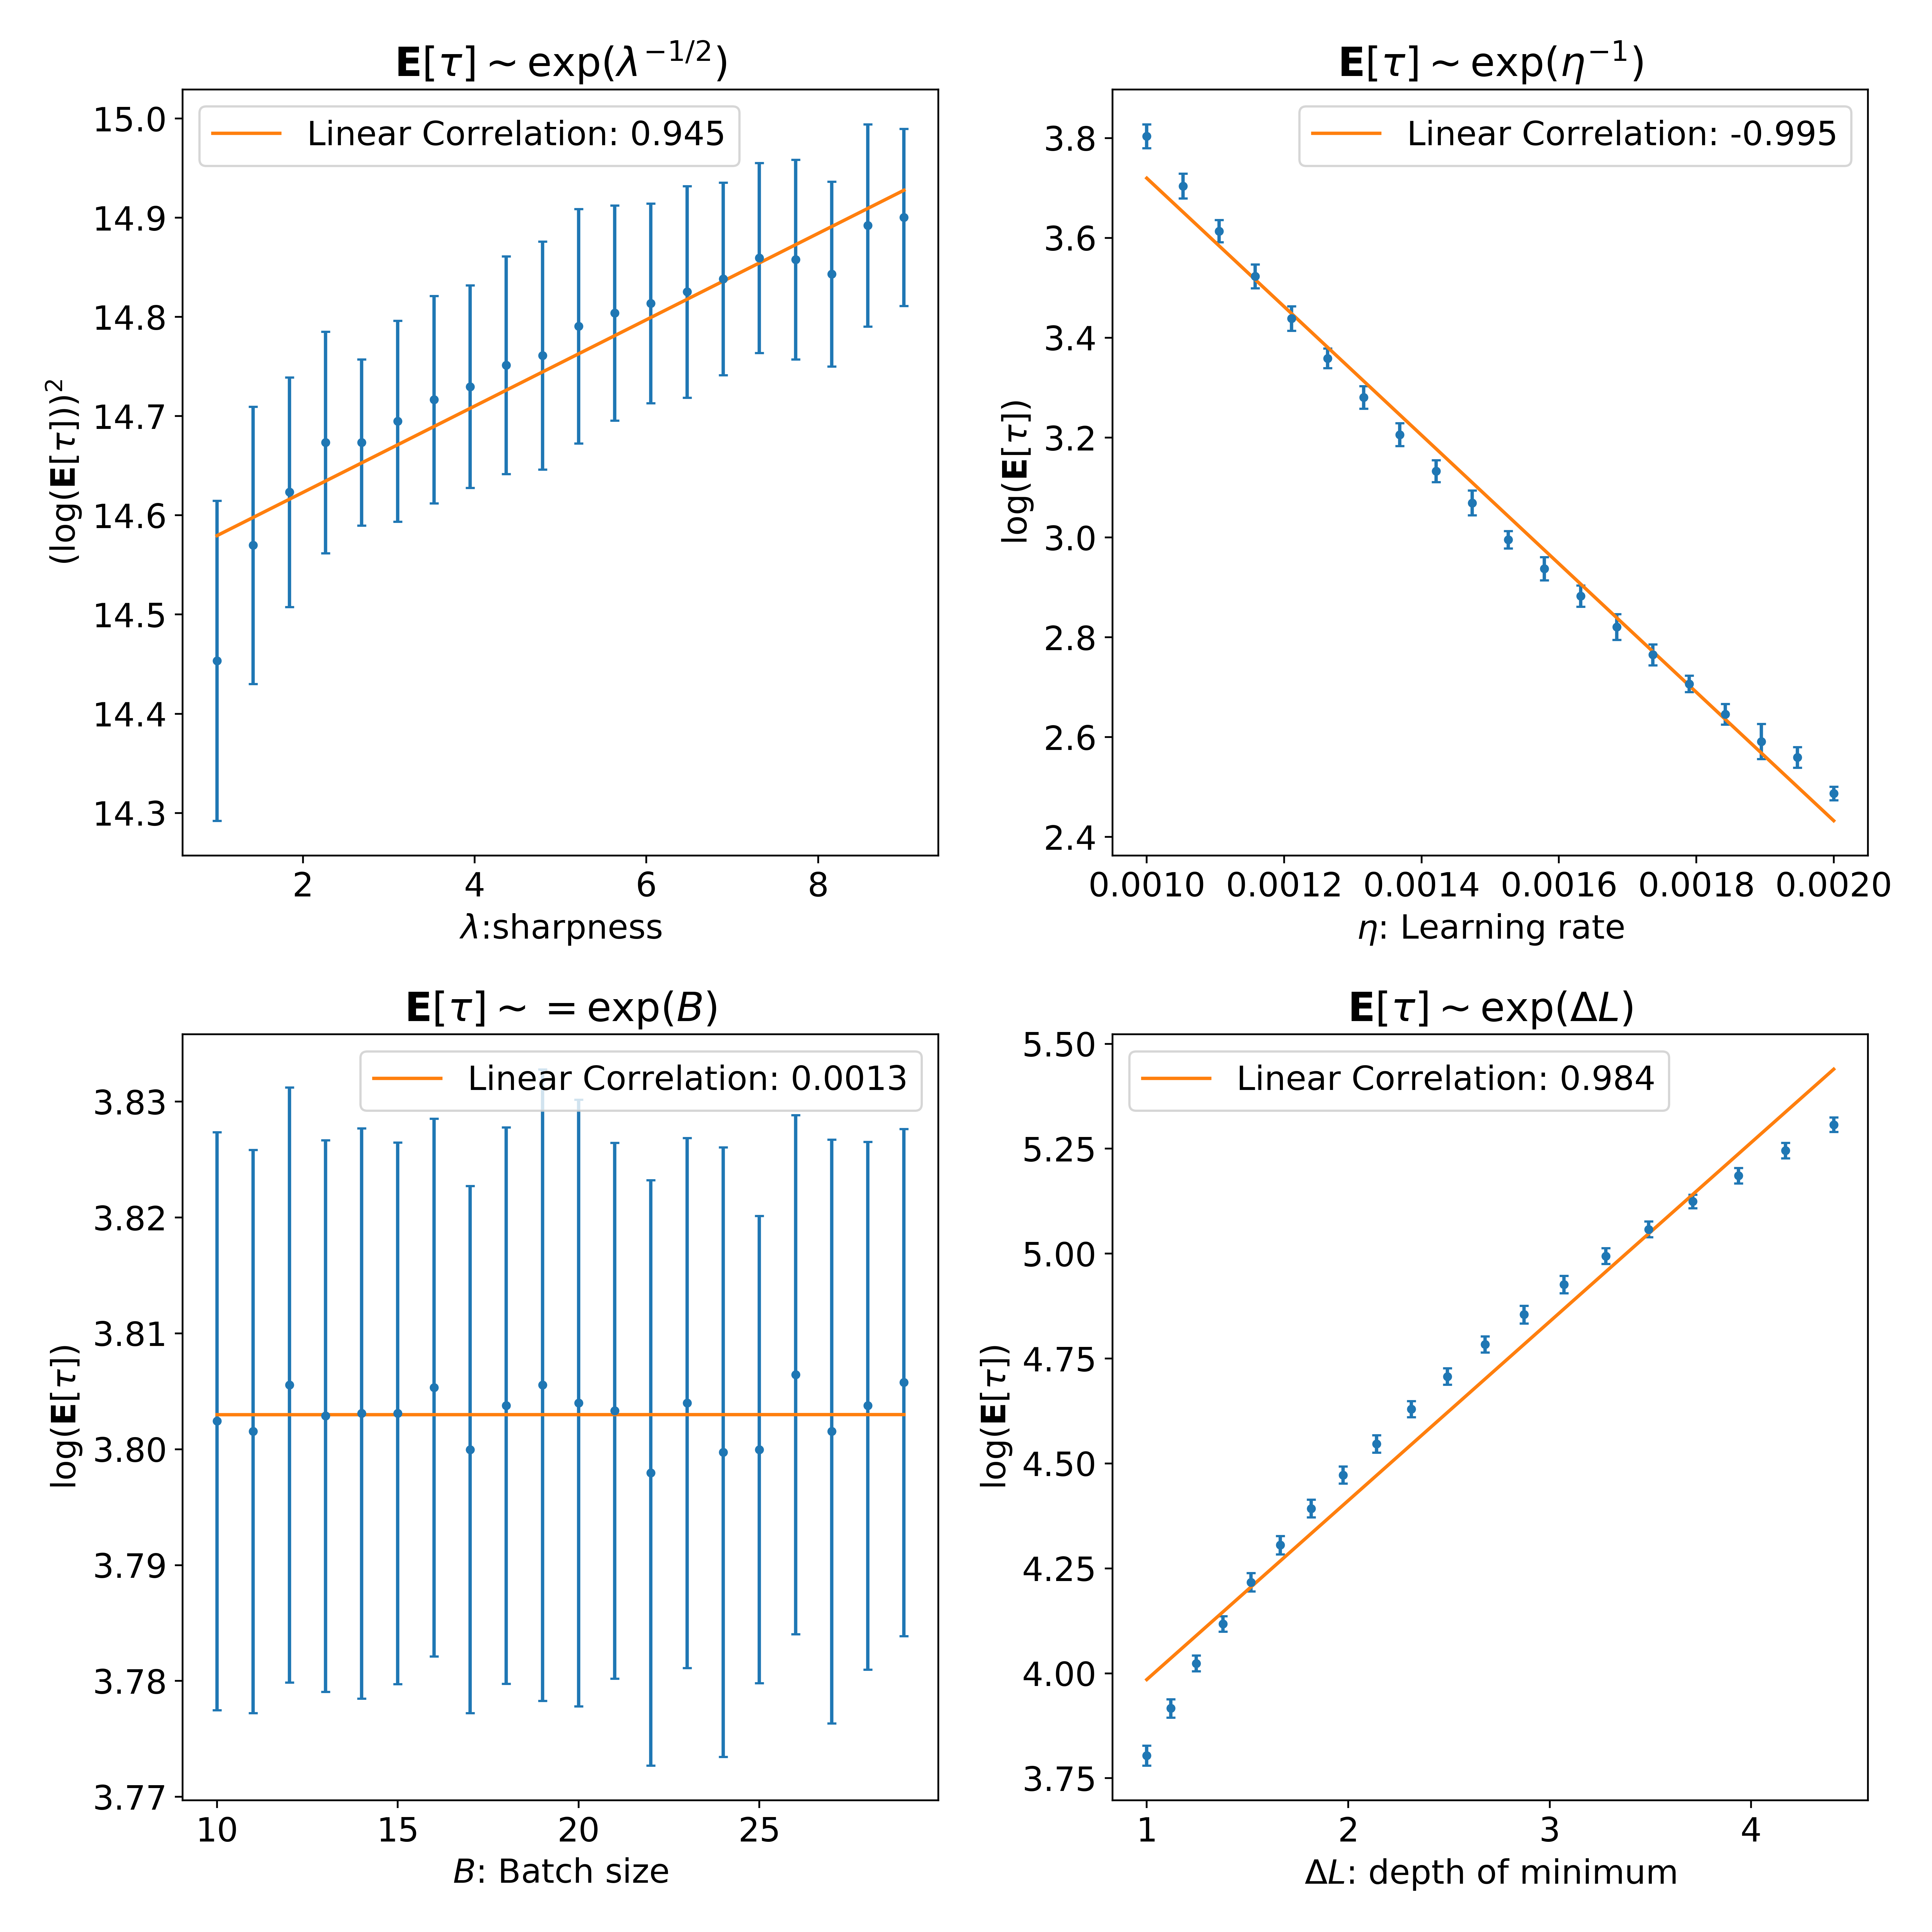 E[τ] ∼ exp(λ^{−1/2})
Linear Correlation: 0.945
15.0
14.9
14.8
14.7
14.6
14.5
14.4
14.3
(log(E[τ]))²
2 4 6 8
λ:sharpness
E[τ] ∼ exp(η^{−1})
Linear Correlation: -0.995
3.8
3.6
3.4
3.2
3.0
2.8
2.6
2.4
log(E[τ])
0.0010 0.0012 0.0014 0.0016 0.0018 0.0020
η: Learning rate
E[τ] ∼ = exp(B)
Linear Correlation: 0.0013
3.83
3.82
3.81
3.80
3.79
3.78
3.77
log(E[τ])
10 15 20 25
B: Batch size
E[τ] ∼ exp(ΔL)
Linear Correlation: 0.984
5.50
5.25
5.00
4.75
4.50
4.25
4.00
3.75
log(E[τ])
1 2 3 4
ΔL: depth of minimum